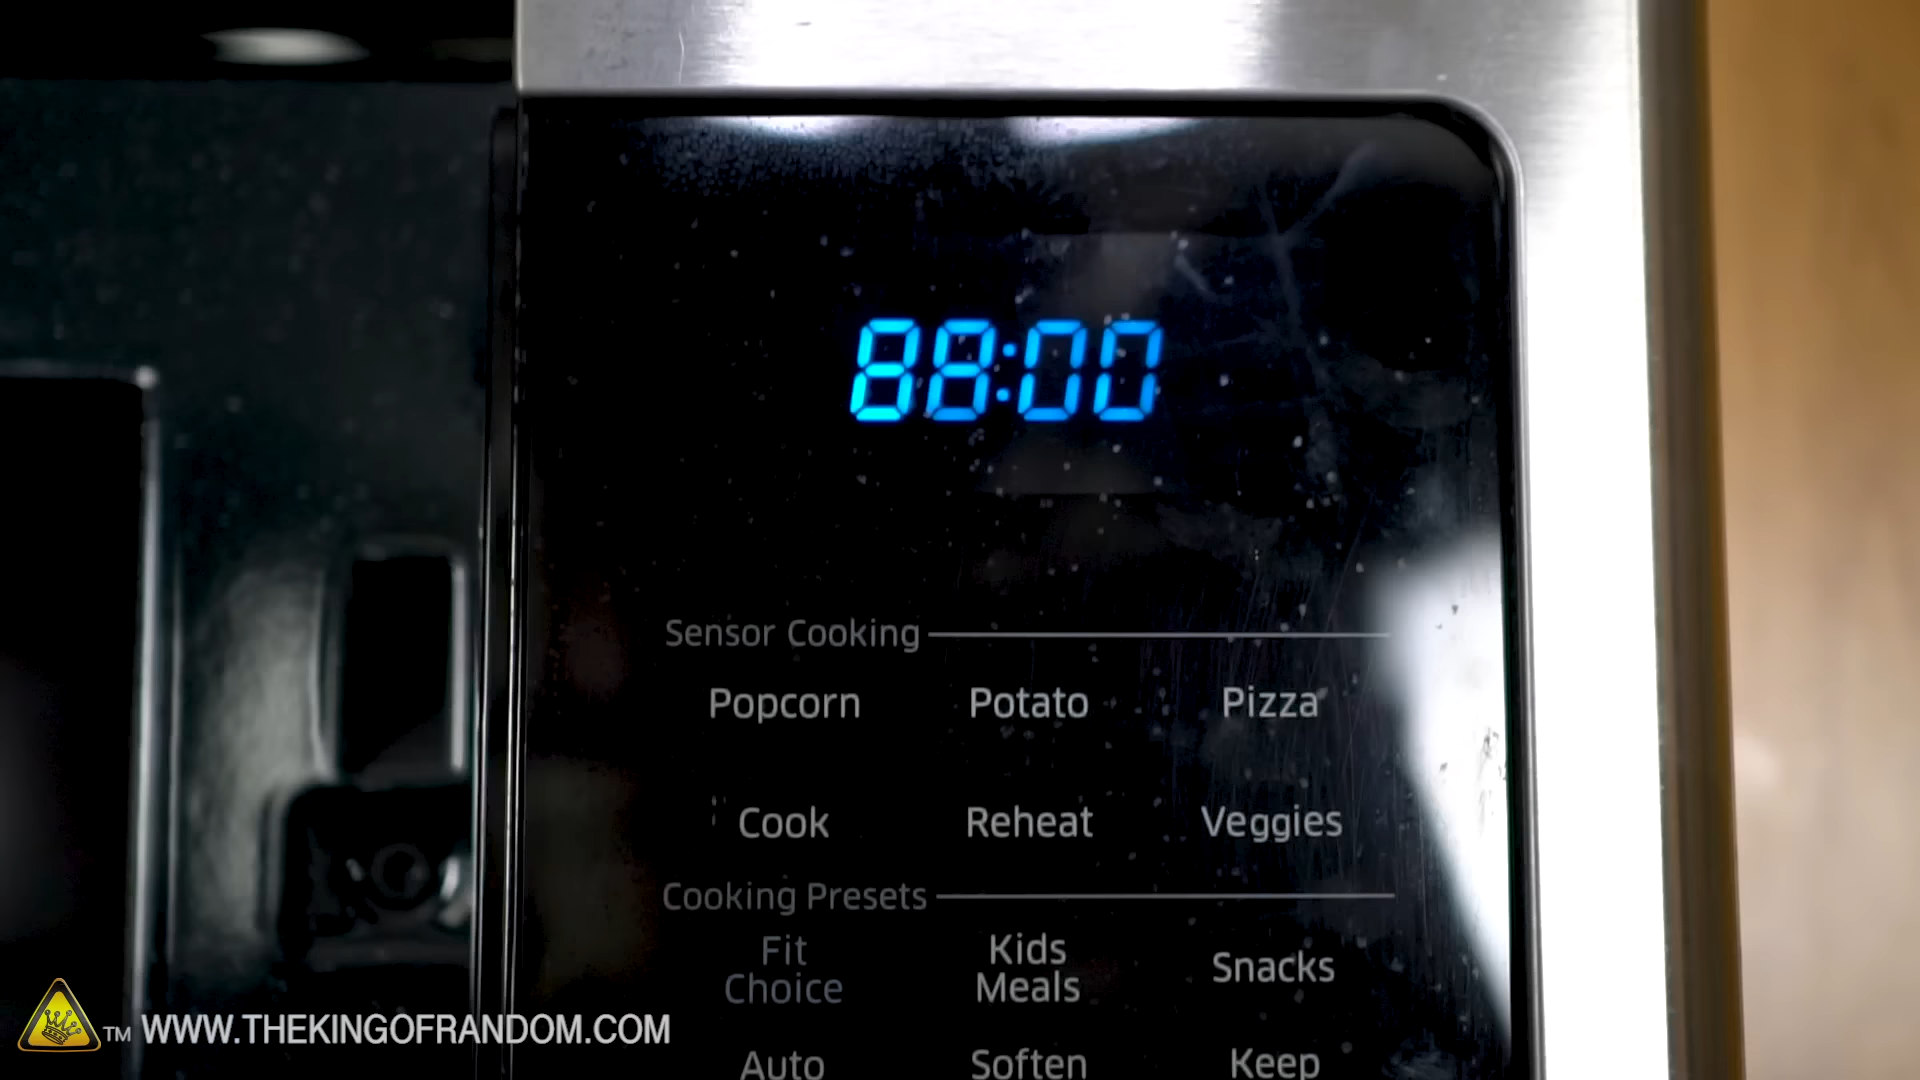 88:00
Sensor Cooking
Popcorn Potato Pizza
Cook Reheat Veggies
Cooking Presets
Fit Choice
Kids Meals
Snacks
Auto Soften Keep
TM WWW.THEKINGOFRANDOM.COM